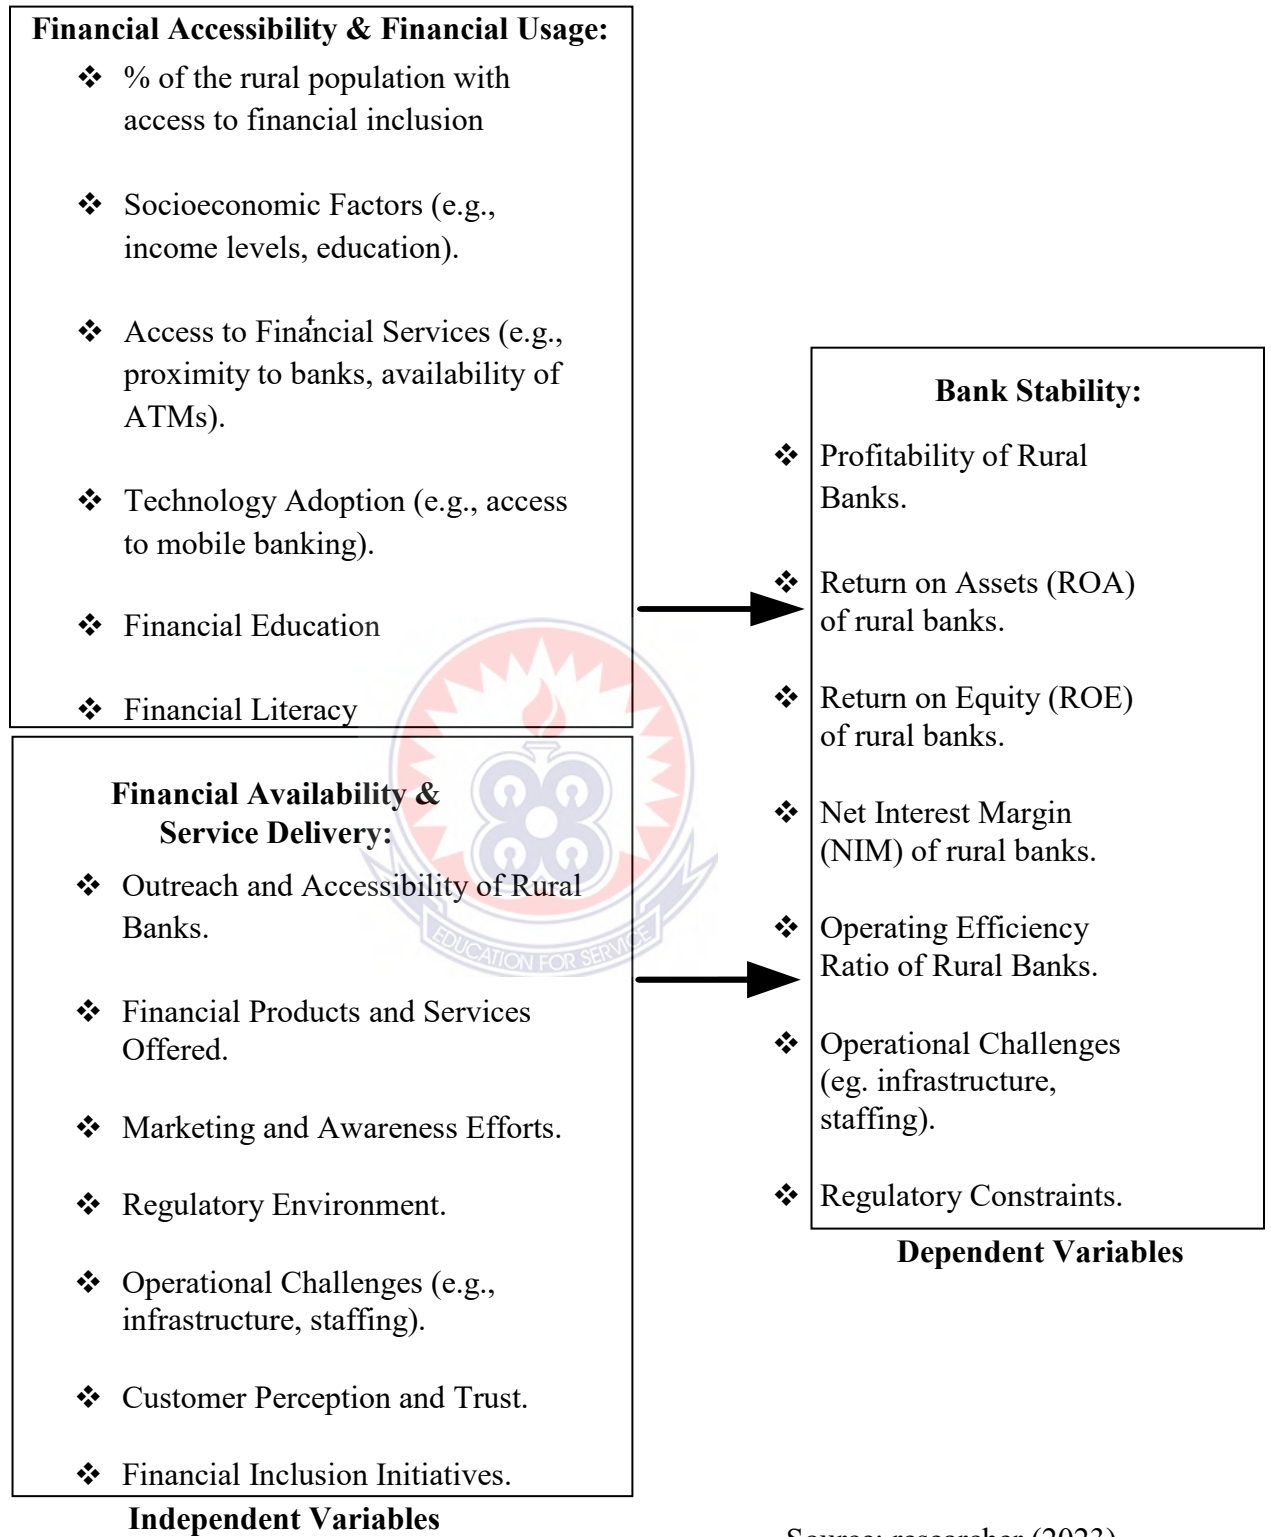 Financial Accessibility & Financial Usage:
❖ % of the rural population with
access to financial inclusion
❖ Socioeconomic Factors (e.g.,
income levels, education).
t
❖ Access to Financial Services (e.g.,
proximity to banks, availability of
ATMs).
❖ Technology Adoption (e.g., access
to mobile banking).
❖ Financial Education
❖ Financial Literacy
Financial Availability &
Service Delivery:
❖ Outreach and Accessibility of Rural
Banks.
❖ Financial Products and Services
Offered.
❖ Marketing and Awareness Efforts.
❖ Regulatory Environment.
❖ Operational Challenges (e.g.,
infrastructure, staffing).
❖ Customer Perception and Trust.
❖ Financial Inclusion Initiatives.
Independent Variables
EDUCATION FOR SERVICE
Bank Stability:
❖ Profitability of Rural
Banks.
❖ Return on Assets (ROA)
of rural banks.
❖ Return on Equity (ROE)
of rural banks.
❖ Net Interest Margin
(NIM) of rural banks.
❖ Operating Efficiency
Ratio of Rural Banks.
❖ Operational Challenges
(eg. infrastructure,
staffing).
❖ Regulatory Constraints.
Dependent Variables
Source: researcher (2023)